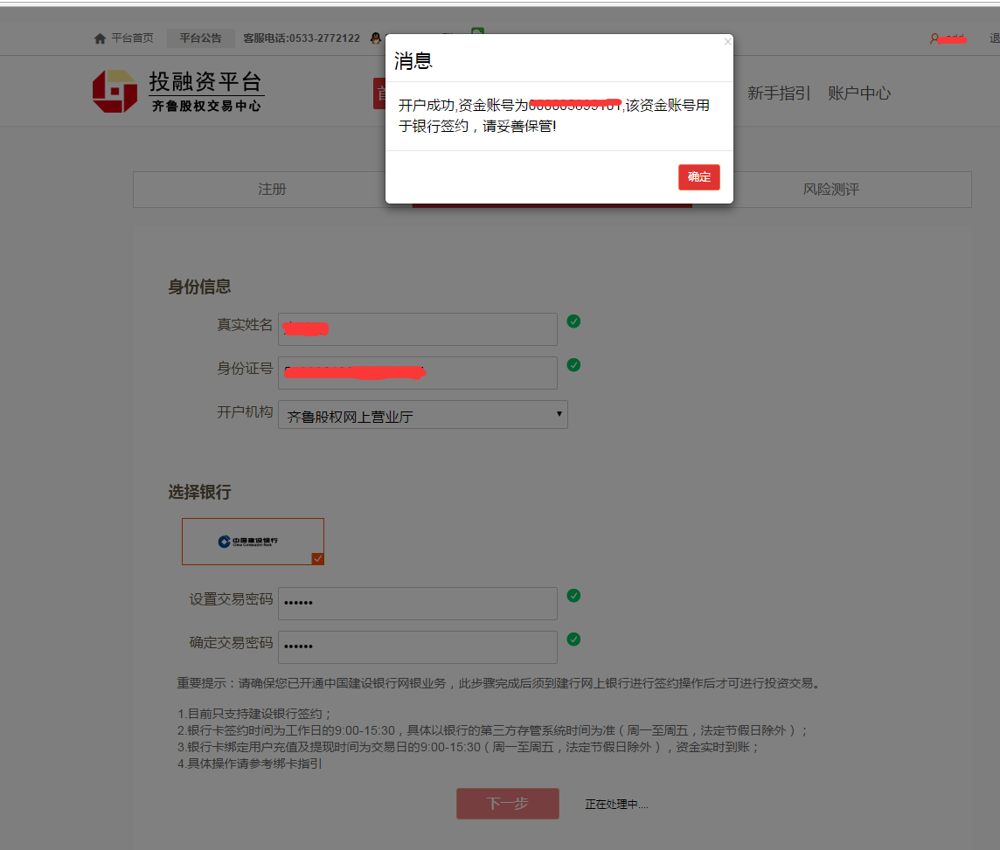 平台首页 平台公告 客服电话:0533-2772122
退
投融资平台
齐鲁股权交易中心
首
新手指引 账户中心
×
消息
开户成功,资金账号为,该资金账号用
于银行签约，请妥善保管!
确定
注册 风险测评
身份信息
真实姓名
身份证号
开户机构 齐鲁股权网上营业厅
选择银行
中国建设银行
China Construction Bank
设置交易密码 ••••••
确定交易密码 ••••••
重要提示：请确保您已开通中国建设银行网银业务，此步骤完成后须到建行网上银行进行签约操作后才可进行投资交易。
1.目前只支持建设银行签约；
2.银行卡签约时间为工作日的9:00-15:30，具体以银行的第三方存管系统时间为准（周一至周五，法定节假日除外）；
3.银行卡绑定用户充值及提现时间为交易日的9:00-15:30（周一至周五，法定节假日除外），资金实时到账；
4.具体操作请参考绑卡指引
下一步 正在处理中....